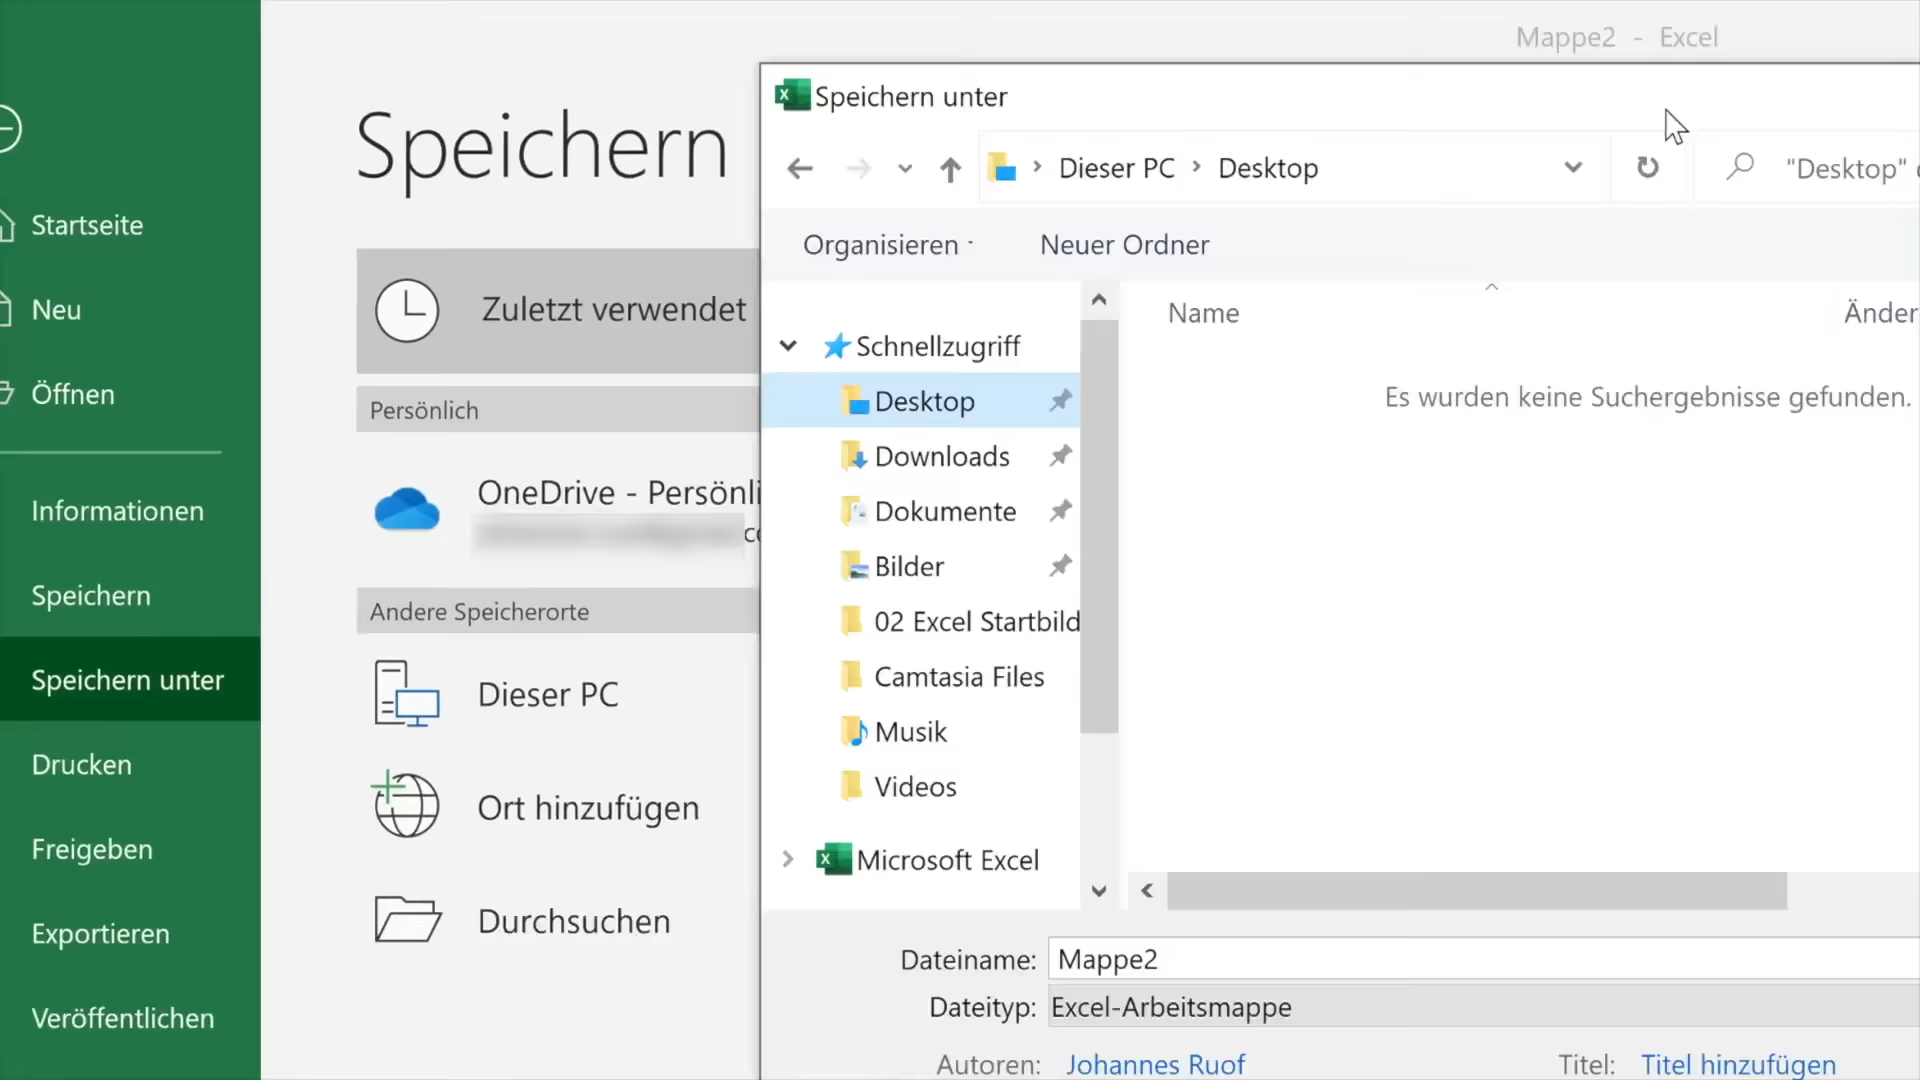 Mappe2 - Excel
Startseite
Neu
Öffnen
Informationen
Speichern
Speichern unter
Drucken
Freigeben
Exportieren
Veröffentlichen
Speichern
Zuletzt verwendet
Persönlich
OneDrive - Persönli
Andere Speicherorte
Dieser PC
Ort hinzufügen
Durchsuchen
Speichern unter
Dieser PC > Desktop
"Desktop"
Organisieren
Neuer Ordner
Schnellzugriff
Desktop
Downloads
Dokumente
Bilder
02 Excel Startbild
Camtasia Files
Musik
Videos
Microsoft Excel
Name
Änder
Es wurden keine Suchergebnisse gefunden.
Dateiname: Mappe2
Dateityp: Excel-Arbeitsmappe
Autoren: Johannes Ruof
Titel: Titel hinzufügen